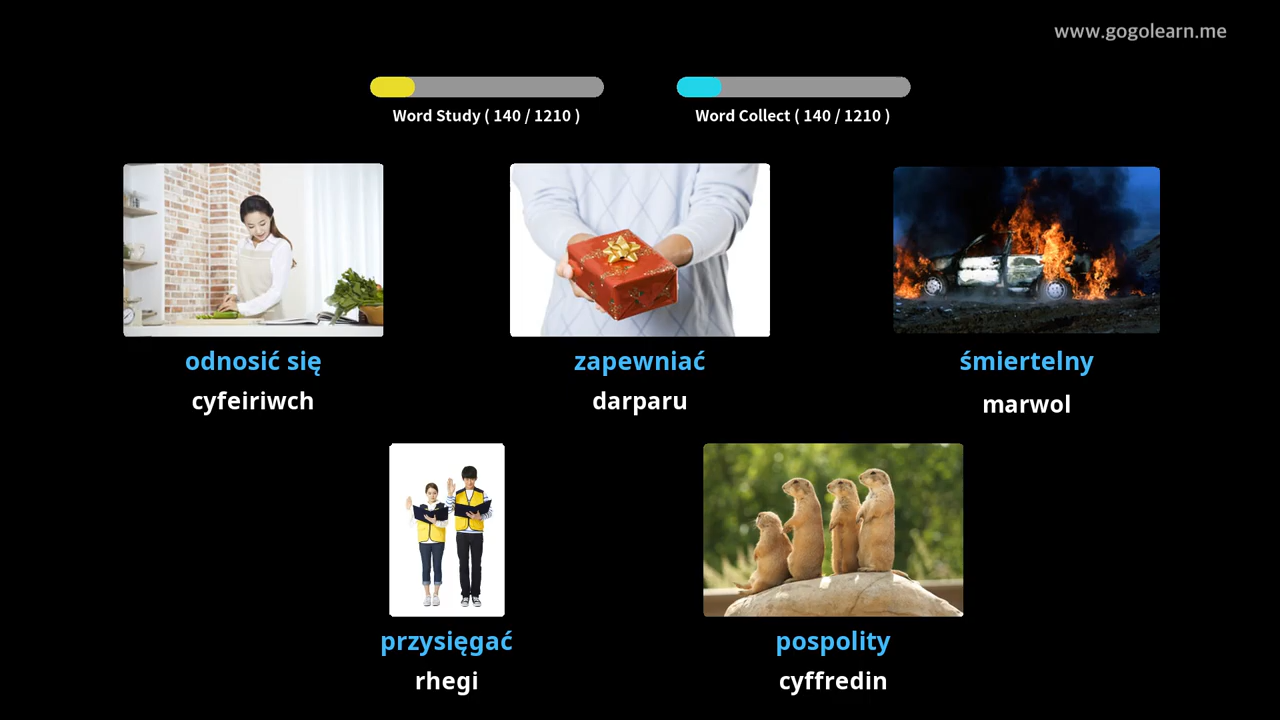 www.gogolearn.me
Word Study ( 140 / 1210 )
Word Collect ( 140 / 1210 )
odnosić się
cyfeiriwch
zapewniać
darparu
śmiertelny
marwol
przysięgać
rhegi
pospolity
cyffredin